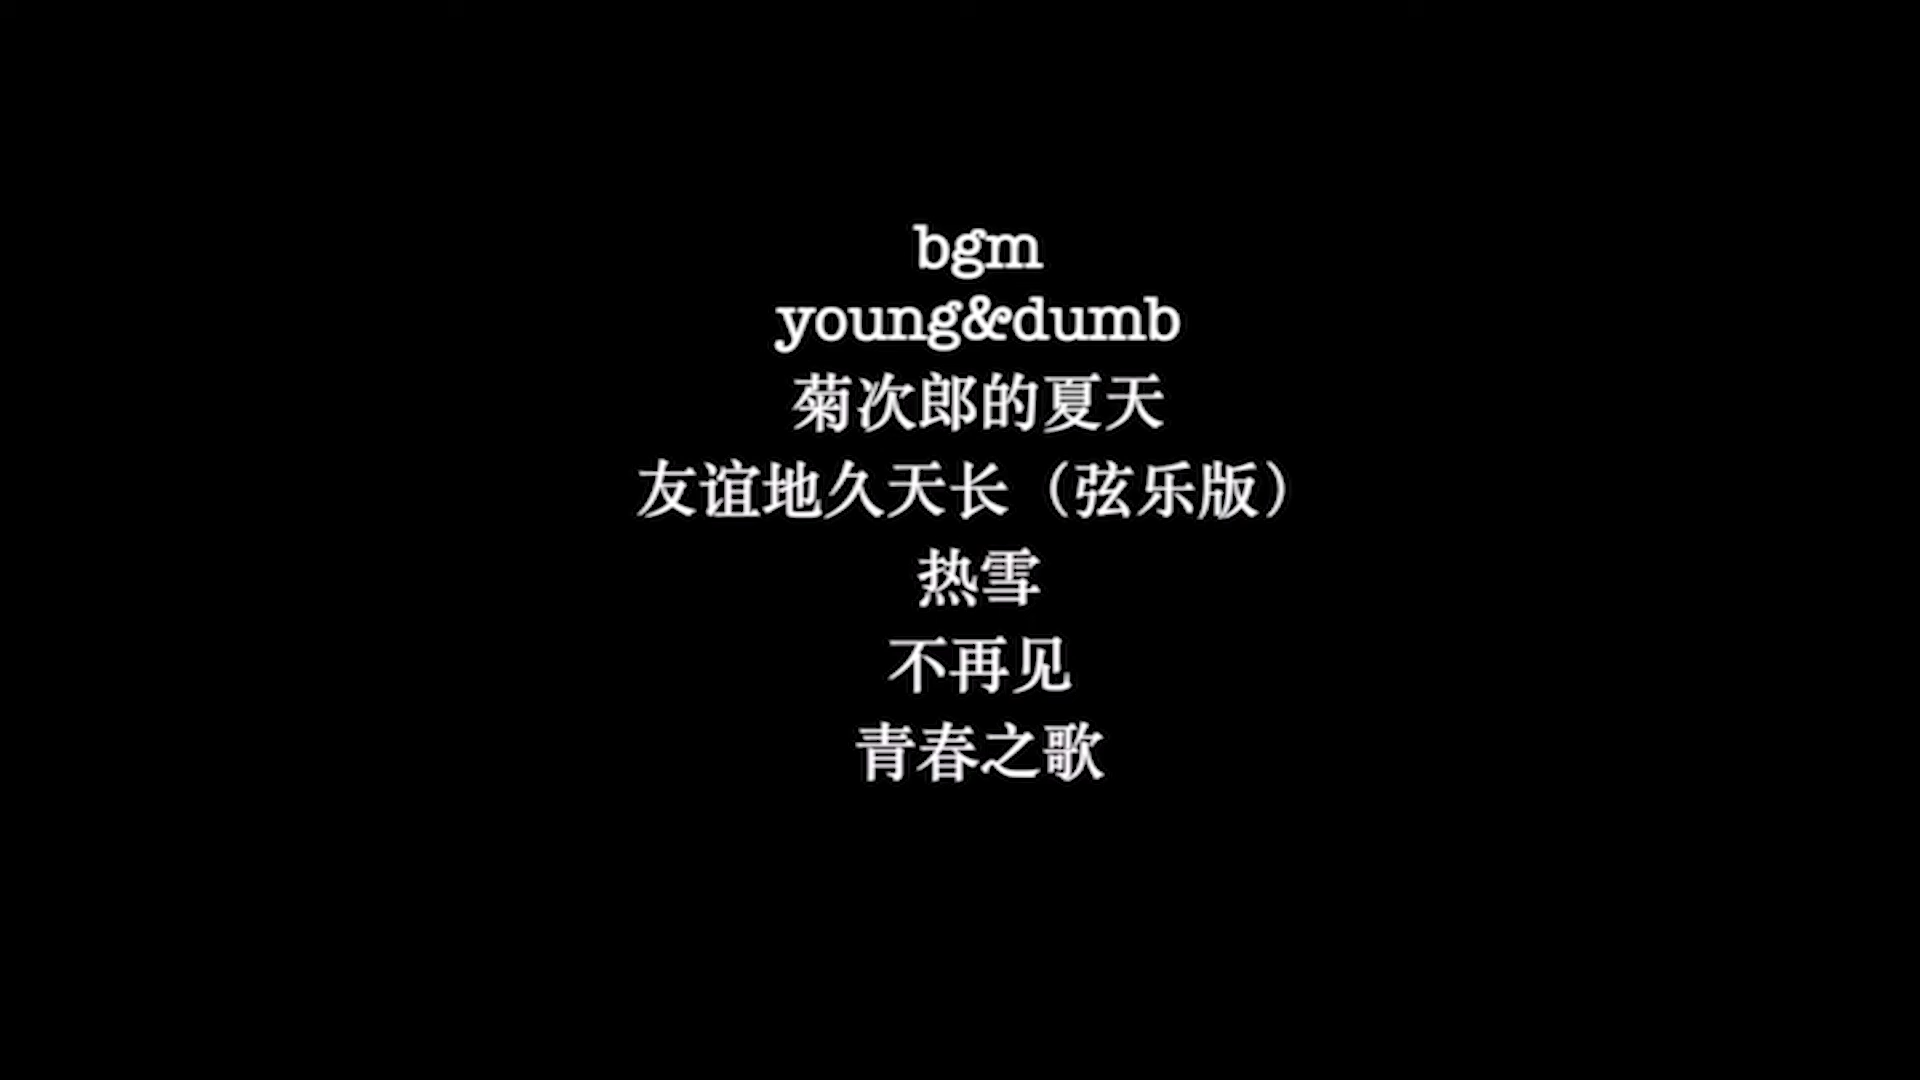 bgm
young&dumb
菊次郎的夏天
友谊地久天长（弦乐版）
热雪
不再见
青春之歌